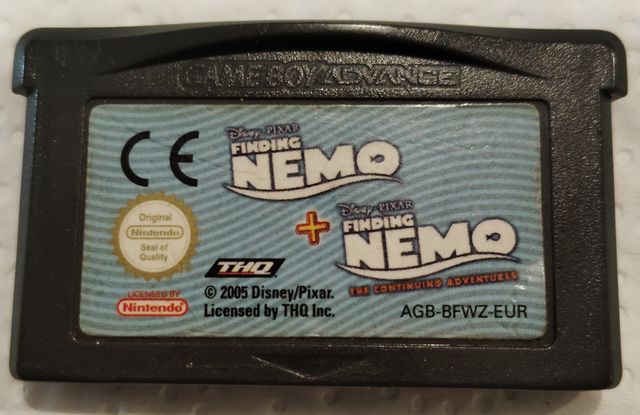 GAME BOY ADVANCE
CE
Disney PIXAR
FINDING
NEMO
+
Disney PIXAR
FINDING
NEMO
THE CONTINUING ADVENTURES
Original
Nintendo
Seal of
Quality
THQ
LICENSED BY
Nintendo
© 2005 Disney/Pixar.
Licensed by THQ Inc.
AGB-BFWZ-EUR